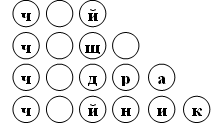 ч й
ч щ
ч д р а
ч й н и к